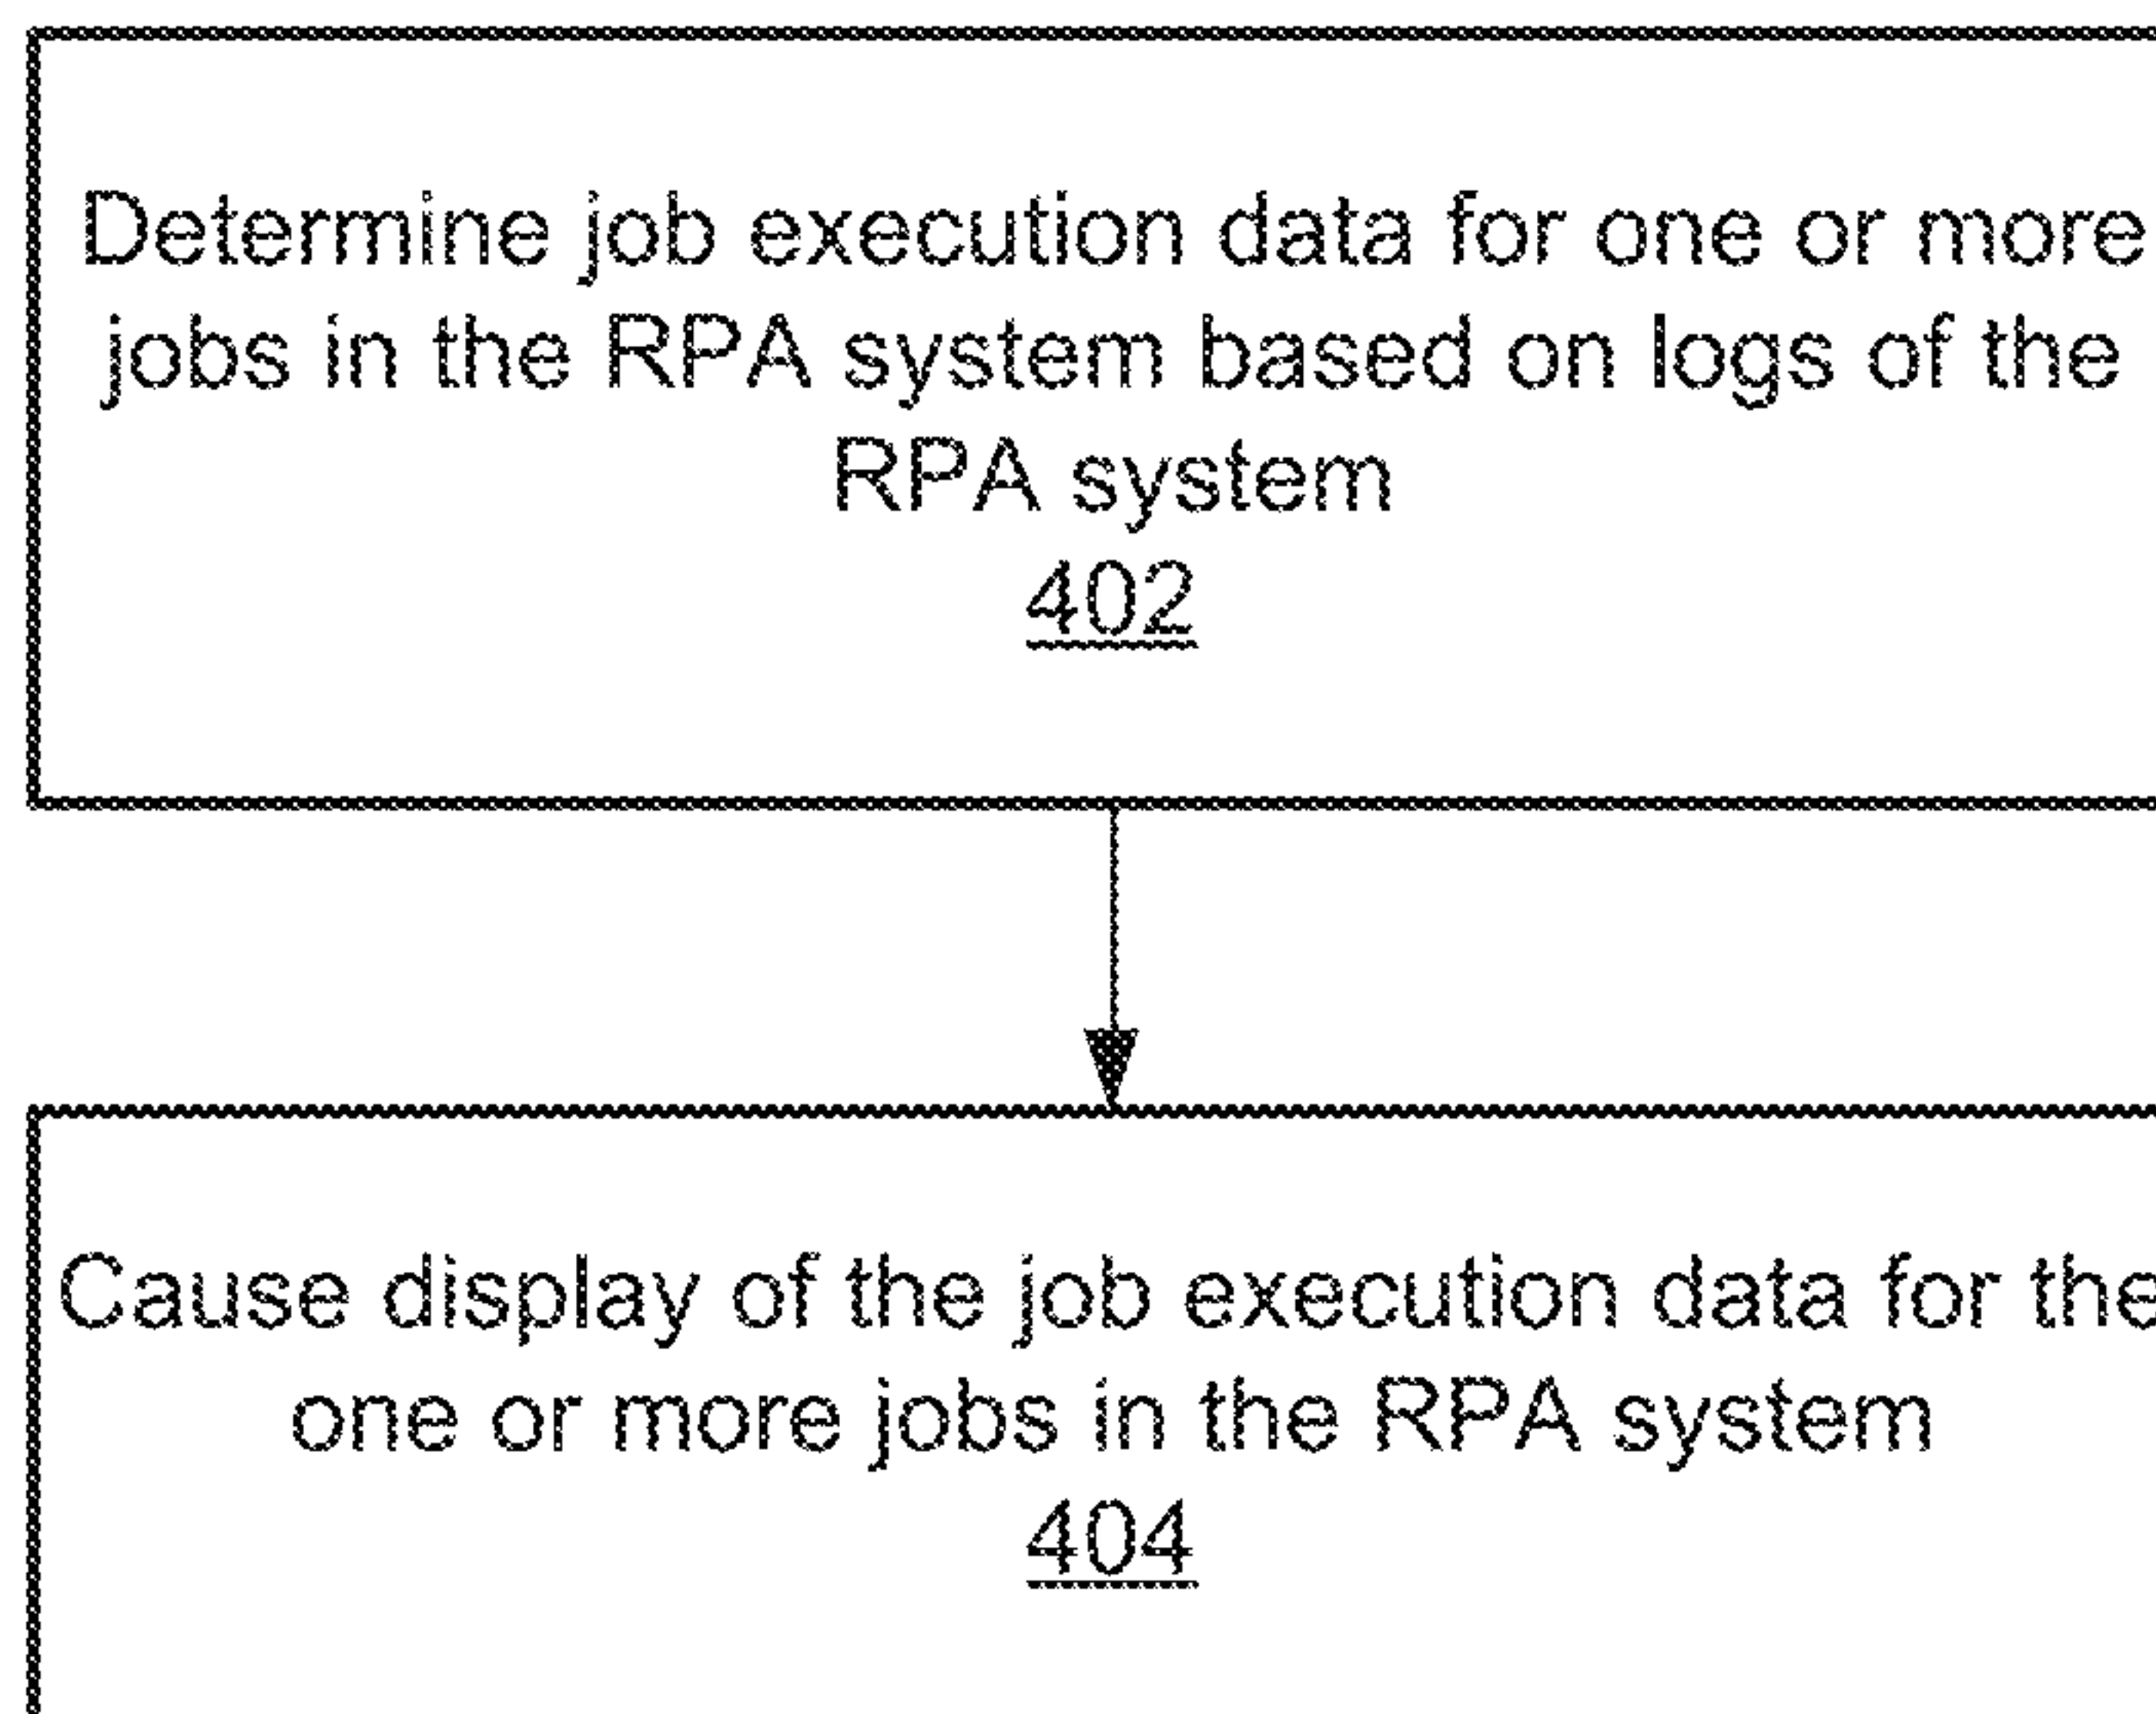 Determine job execution data for one or more
jobs in the RPA system based on logs of the
RPA system
402
Cause display of the job execution data for the
one or more jobs in the RPA system
404